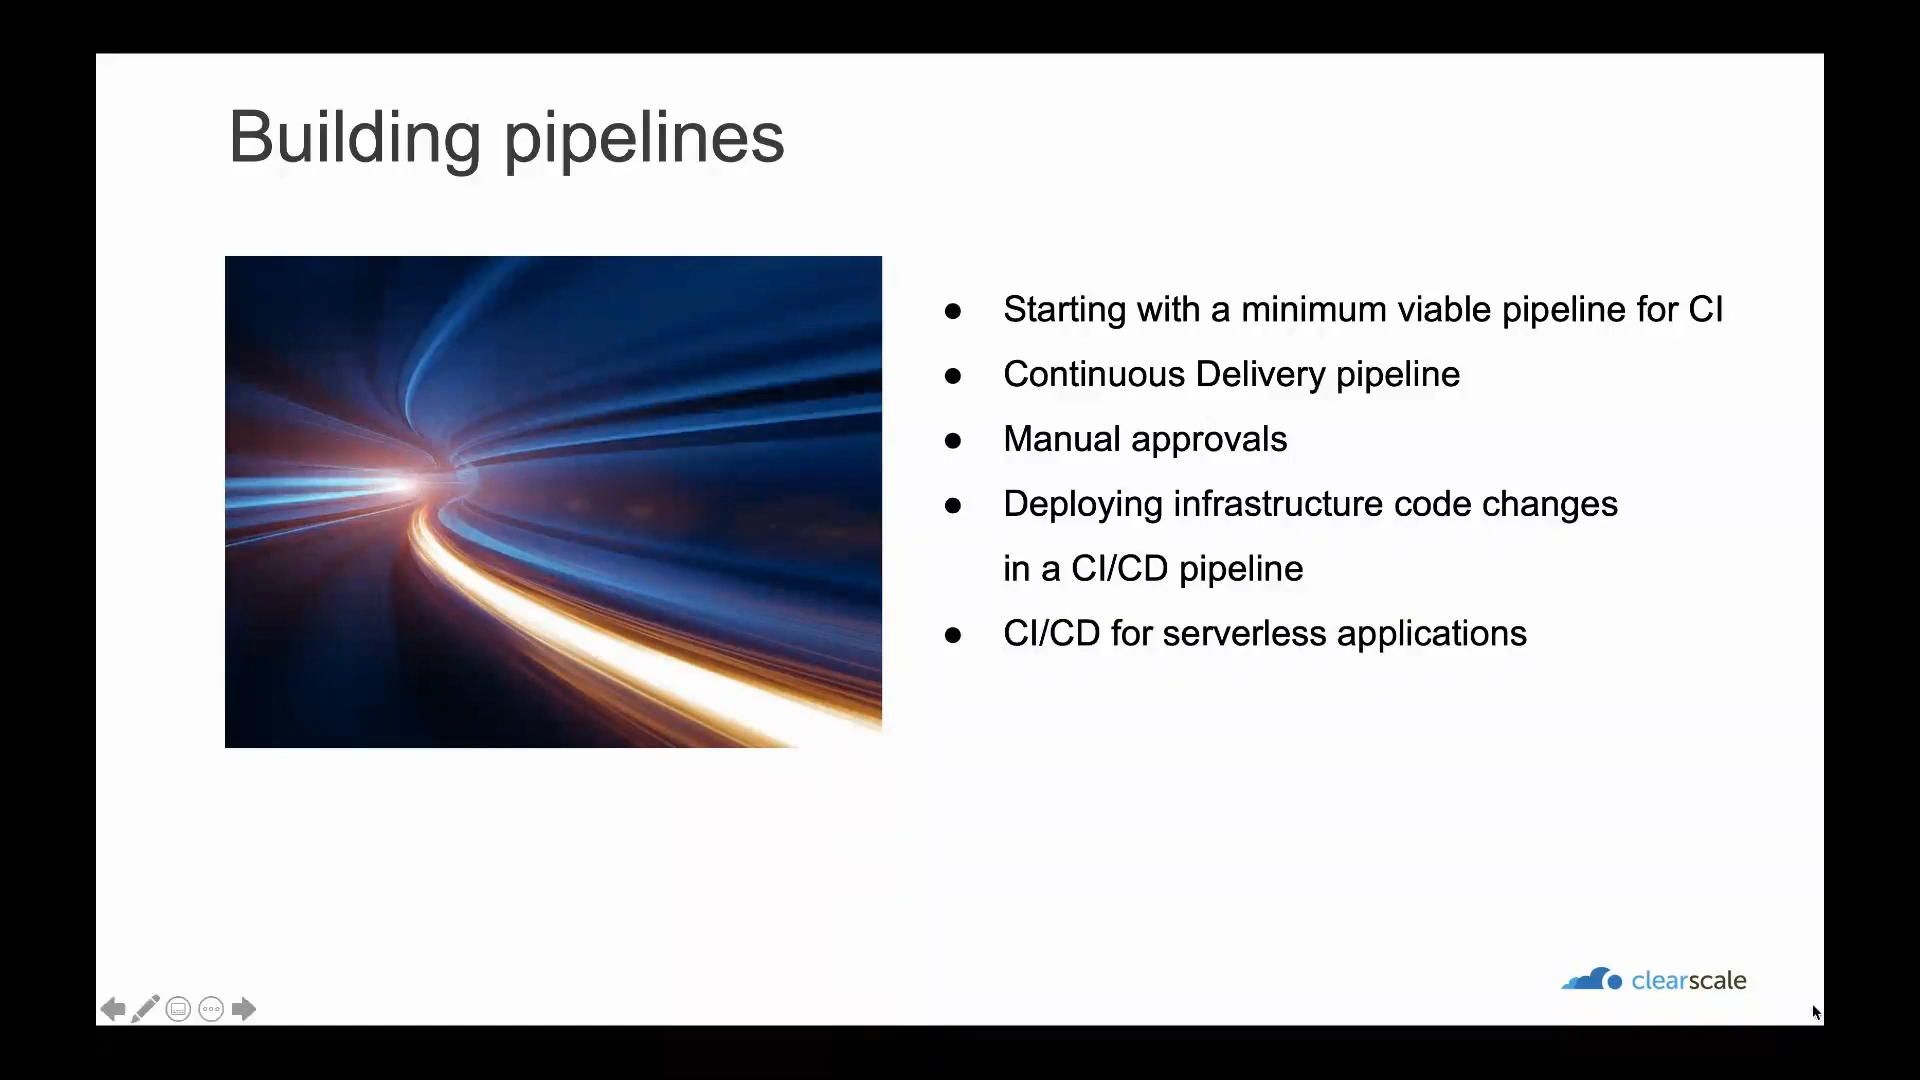 Building pipelines
● Starting with a minimum viable pipeline for CI
● Continuous Delivery pipeline
● Manual approvals
● Deploying infrastructure code changes
in a CI/CD pipeline
● CI/CD for serverless applications
clearscale